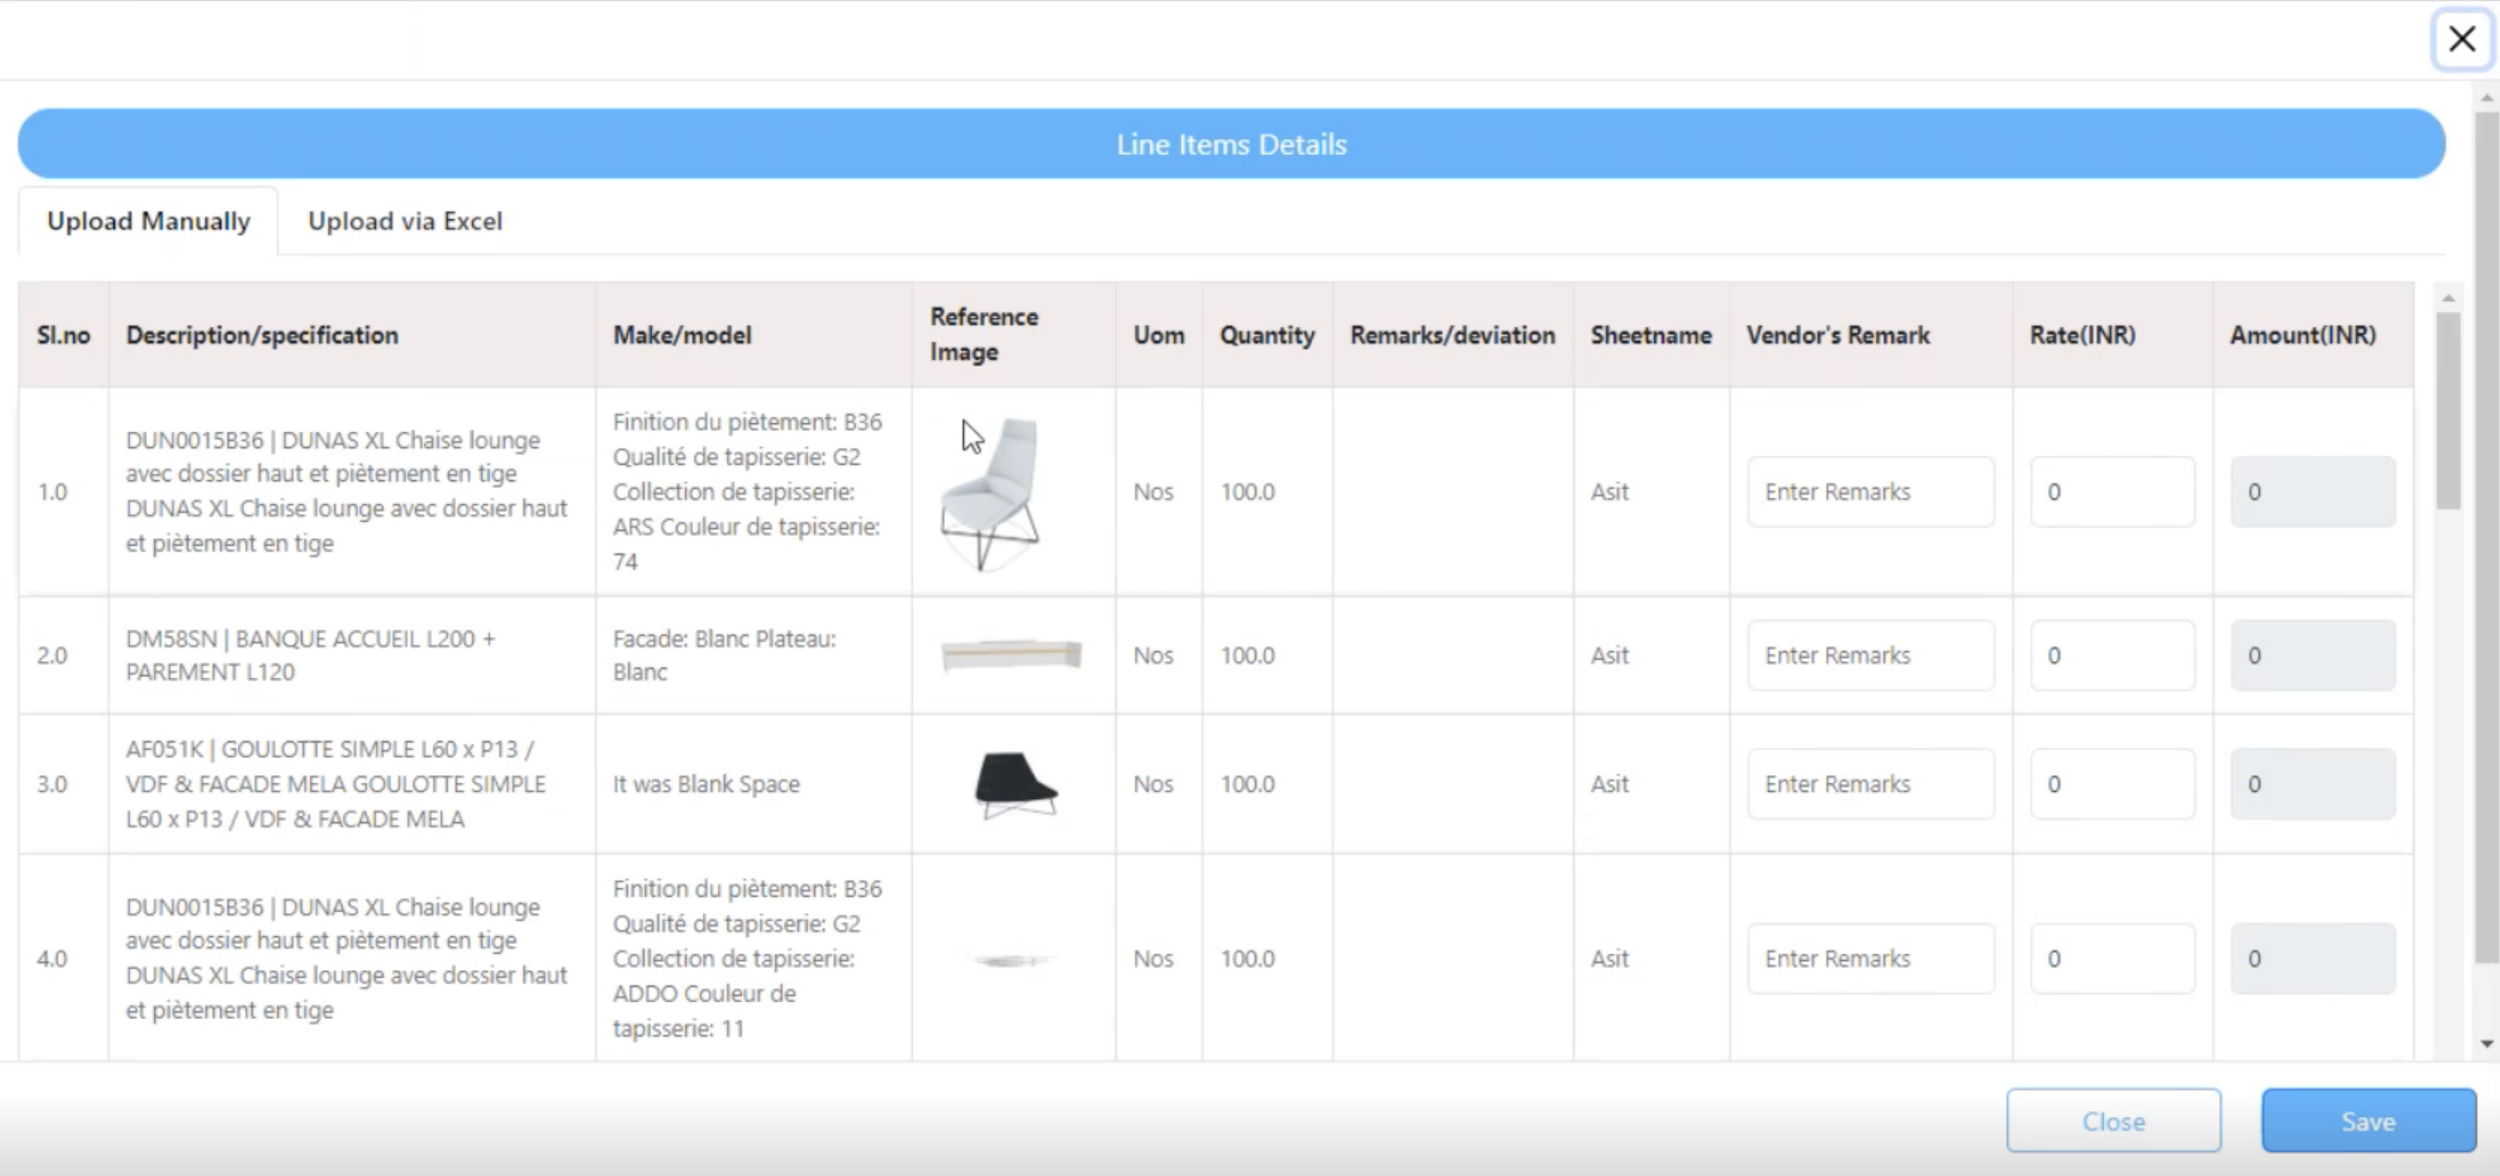 Line Items Details
Upload Manually
Upload via Excel
Sl.no
Description/specification
Make/model
Reference
Image
Uom
Quantity
Remarks/deviation
Sheetname
Vendor's Remark
Rate(INR)
Amount(INR)
1.0
DUN0015B36 | DUNAS XL Chaise lounge
avec dossier haut et piètement en tige
DUNAS XL Chaise lounge avec dossier haut
et piètement en tige
Finition du piètement: B36
Qualité de tapisserie: G2
Collection de tapisserie:
ARS Couleur de tapisserie:
74
Nos
100.0
Asit
Enter Remarks
0
0
2.0
DM58SN | BANQUE ACCUEIL L200 +
PAREMENT L120
Facade: Blanc Plateau:
Blanc
Nos
100.0
Asit
Enter Remarks
0
0
3.0
AF051K | GOULOTTE SIMPLE L60 x P13 /
VDF & FACADE MELA GOULOTTE SIMPLE
L60 x P13 / VDF & FACADE MELA
It was Blank Space
Nos
100.0
Asit
Enter Remarks
0
0
4.0
DUN0015B36 | DUNAS XL Chaise lounge
avec dossier haut et piètement en tige
DUNAS XL Chaise lounge avec dossier haut
et piètement en tige
Finition du piètement: B36
Qualité de tapisserie: G2
Collection de tapisserie:
ADDO Couleur de
tapisserie: 11
Nos
100.0
Asit
Enter Remarks
0
0
Close
Save